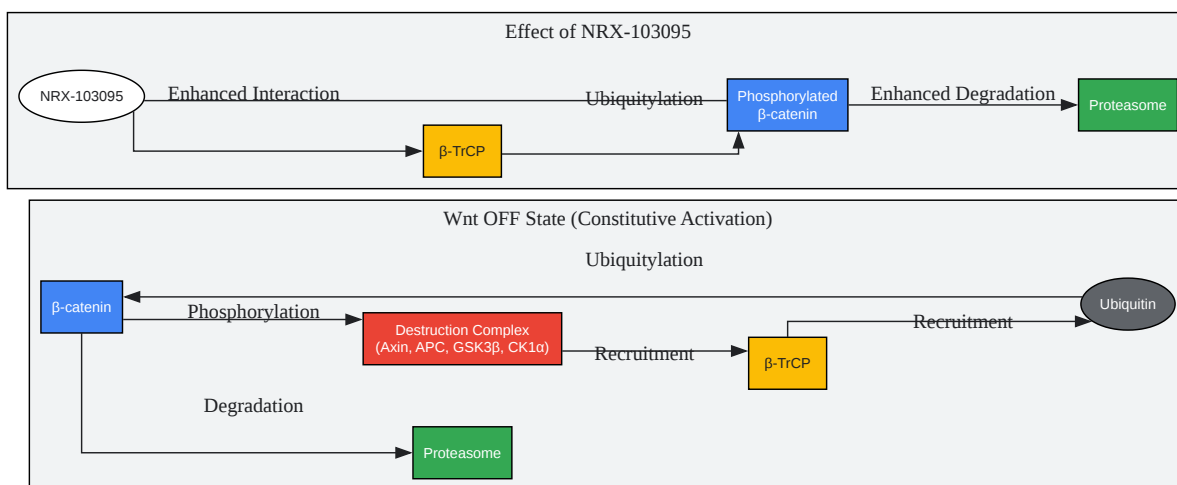 Effect of NRX-103095
NRX-103095
Enhanced Interaction
Ubiquitylation
Phosphorylated
β-catenin
Enhanced Degradation
Proteasome
β-TrCP
Wnt OFF State (Constitutive Activation)
Ubiquitylation
β-catenin
Phosphorylation
Destruction Complex
(Axin, APC, GSK3β, CK1α)
Recruitment
β-TrCP
Recruitment
Ubiquitin
Degradation
Proteasome